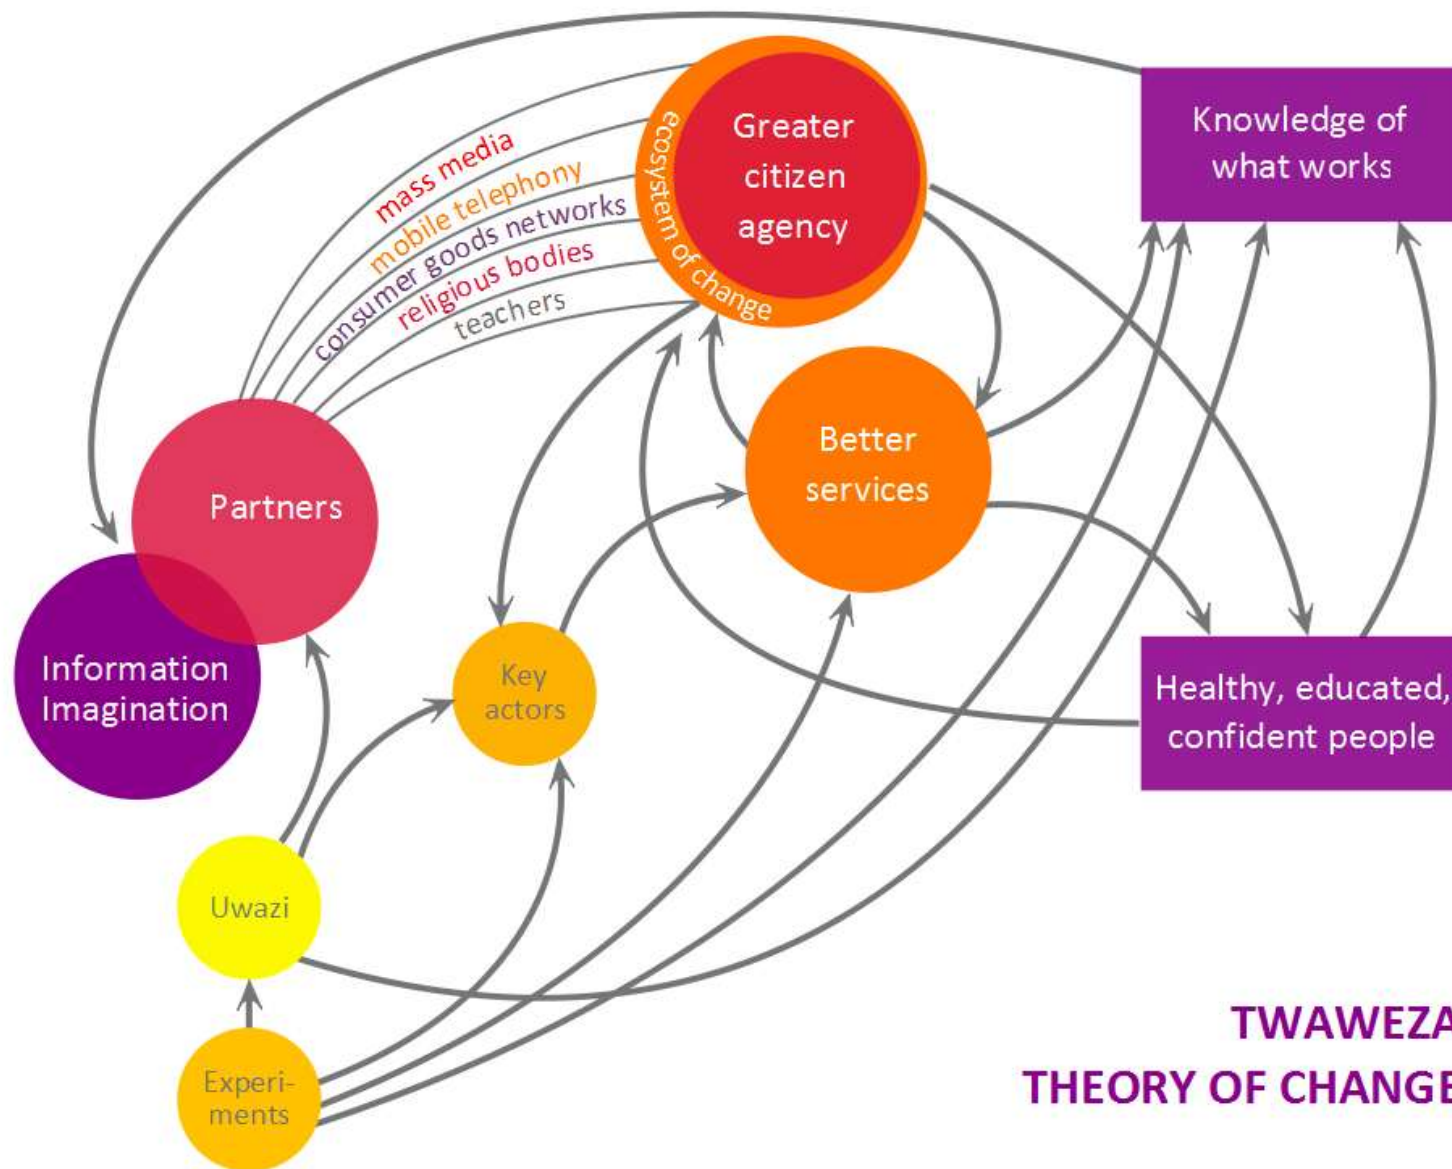 Greater
citizen
agency
ecosystem of change
Knowledge of
what works
mass media
mobile telephony
consumer goods networks
religious bodies
teachers
Better
services
Partners
Information
Imagination
Key
actors
Healthy, educated,
confident people
Uwazi
Experi-
ments
TWAWEZA
THEORY OF CHANGE